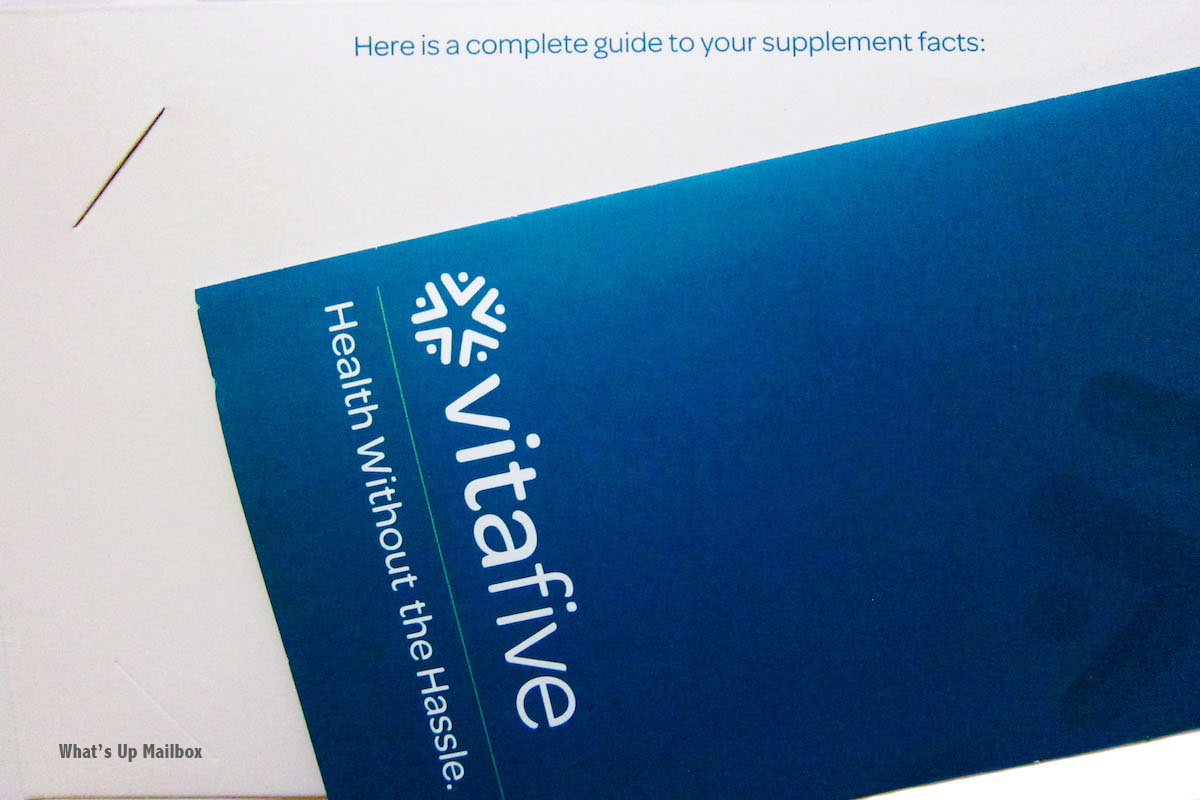 Here is a complete guide to your supplement facts:
vitafive
Health Without the Hassle.
What's Up Mailbox